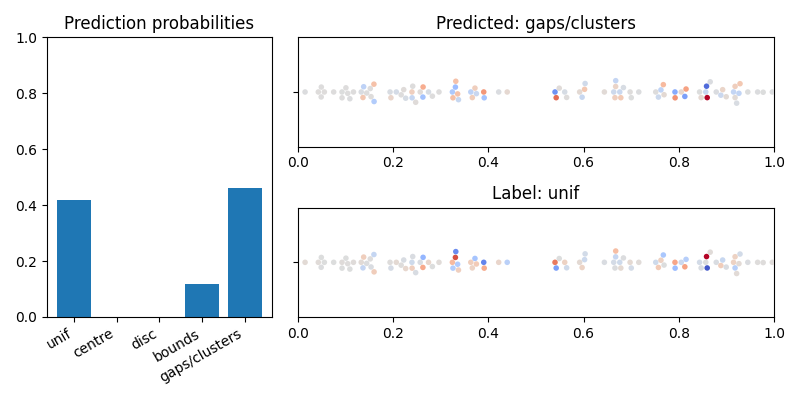 Prediction probabilities
1.0
0.8
0.6
0.4
0.2
0.0
unif
centre
disc
bounds
gaps/clusters
Predicted: gaps/clusters
0.0 0.2 0.4 0.6 0.8 1.0
Label: unif
0.0 0.2 0.4 0.6 0.8 1.0